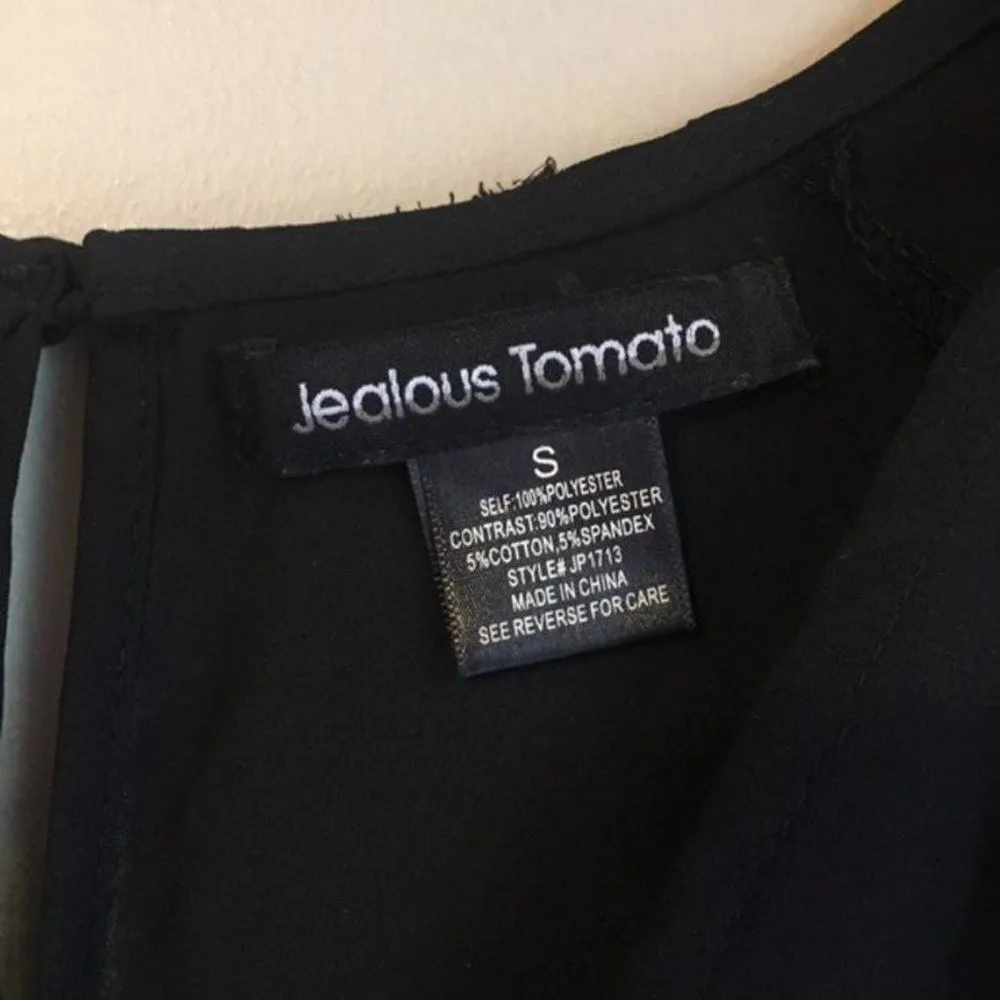 Jealous Tomato
S
SELF:100%POLYESTER
CONTRAST:90%POLYESTER
5%COTTON,5%SPANDEX
STYLE# JP1713
MADE IN CHINA
SEE REVERSE FOR CARE